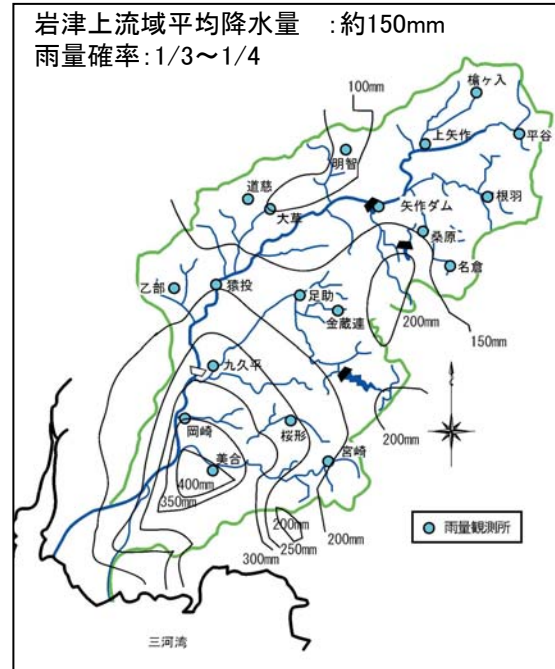 岩津上流域平均降水量　：約150mm
雨量確率：1/3～1/4
100mm
槍ヶ入
平谷
上矢作
明智
道慈
大草
矢作ダム
根羽
桑原
名倉
乙部
猿投
足助
金蔵連
200mm
150mm
九久平
200mm
岡崎
桜形
美合
宮崎
400mm
350mm
200mm
250mm
200mm
300mm
雨量観測所
三河湾